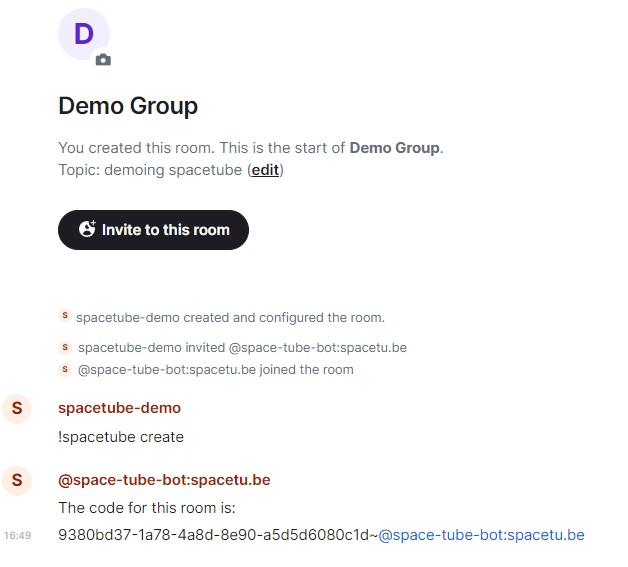 D
Demo Group
You created this room. This is the start of Demo Group.
Topic: demoing spacetube (edit)
Invite to this room
S spacetube-demo created and configured the room.
S spacetube-demo invited @space-tube-bot:spacetu.be
S @space-tube-bot:spacetu.be joined the room
S spacetube-demo
!spacetube create
S @space-tube-bot:spacetu.be
The code for this room is:
16:49 9380bd37-1a78-4a8d-8e90-a5d5d6080c1d~@space-tube-bot:spacetu.be